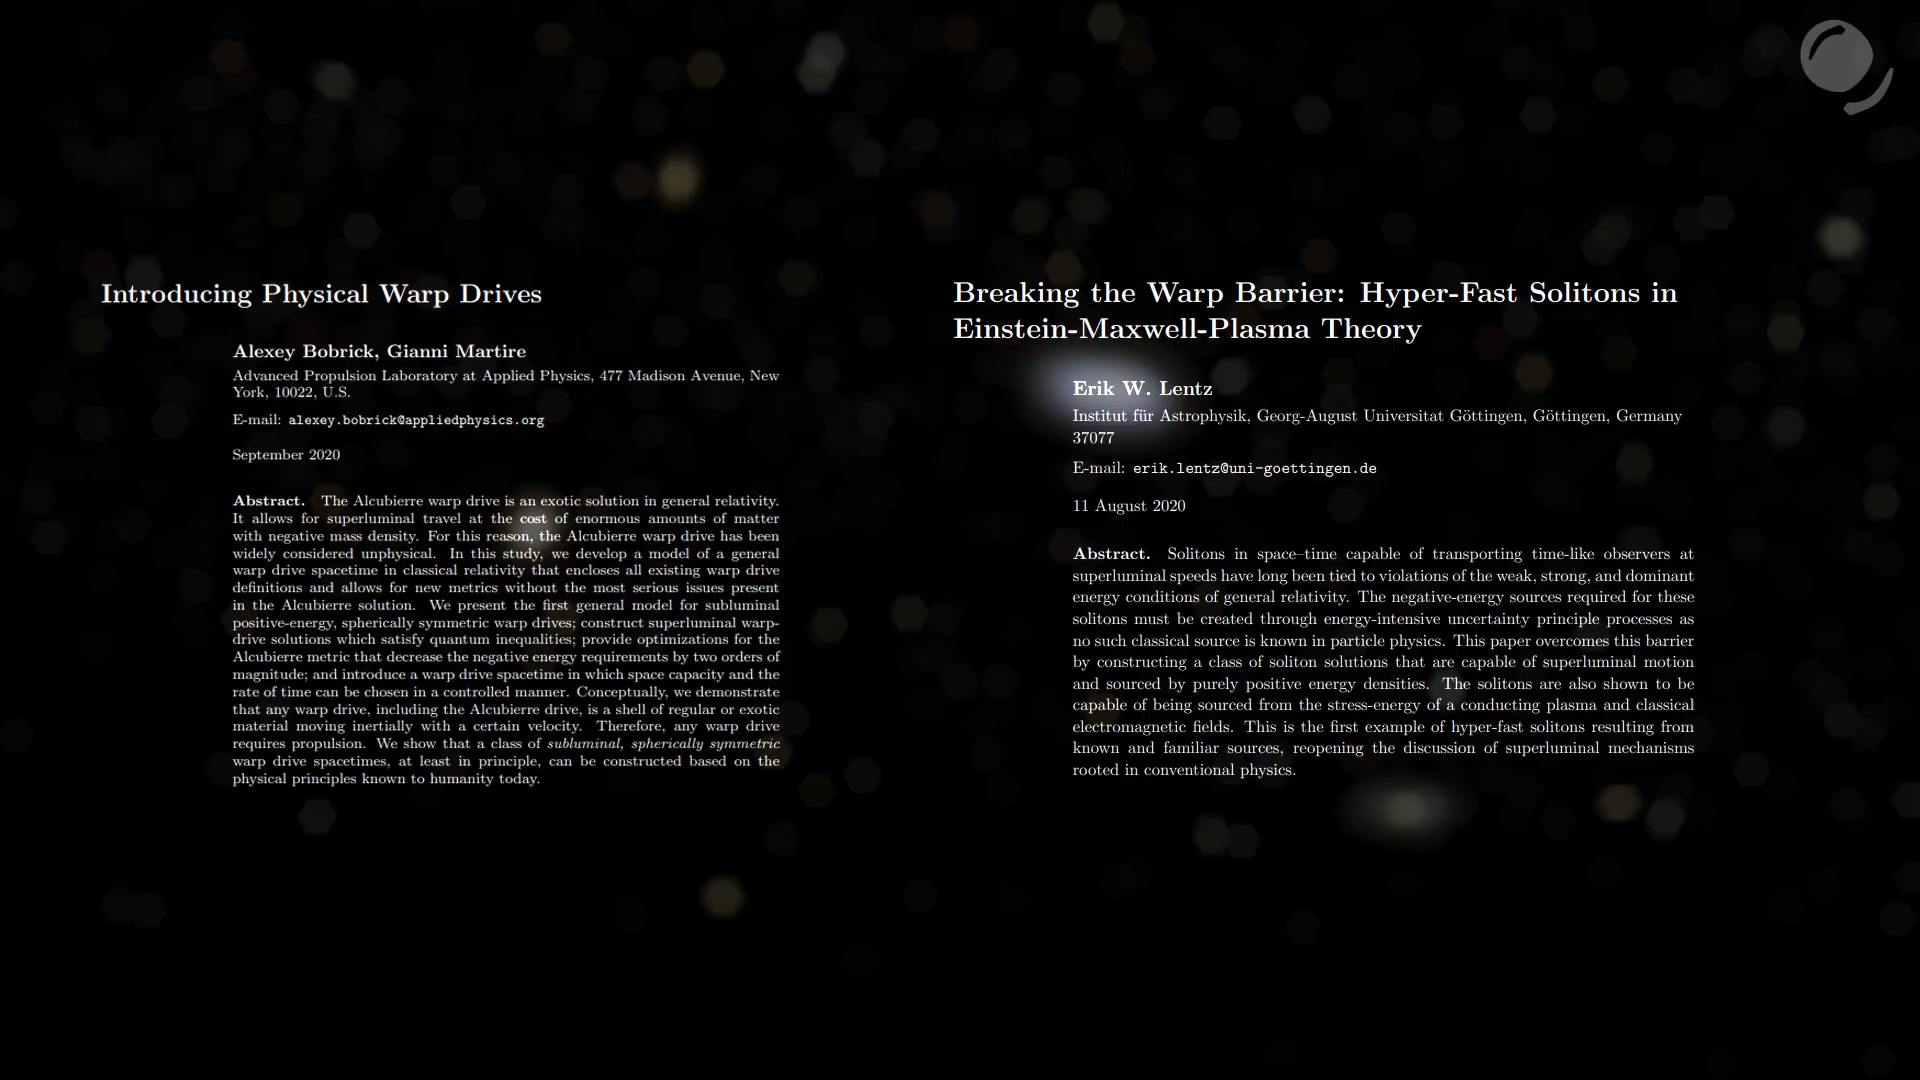 Introducing Physical Warp Drives
Alexey Bobrick, Gianni Martire
Advanced Propulsion Laboratory at Applied Physics, 477 Madison Avenue, New
York, 10022, U.S.
E-mail: alexey.bobrick@appliedphysics.org
September 2020
Abstract. The Alcubierre warp drive is an exotic solution in general relativity.
It allows for superluminal travel at the cost of enormous amounts of matter
with negative mass density. For this reason, the Alcubierre warp drive has been
widely considered unphysical. In this study, we develop a model of a general
warp drive spacetime in classical relativity that encloses all existing warp drive
definitions and allows for new metrics without the most serious issues present
in the Alcubierre solution. We present the first general model for subluminal
positive-energy, spherically symmetric warp drives; construct superluminal warp-
drive solutions which satisfy quantum inequalities; provide optimizations for the
Alcubierre metric that decrease the negative energy requirements by two orders of
magnitude; and introduce a warp drive spacetime in which space capacity and the
rate of time can be chosen in a controlled manner. Conceptually, we demonstrate
that any warp drive, including the Alcubierre drive, is a shell of regular or exotic
material moving inertially with a certain velocity. Therefore, any warp drive
requires propulsion. We show that a class of subluminal, spherically symmetric
warp drive spacetimes, at least in principle, can be constructed based on the
physical principles known to humanity today.
Breaking the Warp Barrier: Hyper-Fast Solitons in
Einstein-Maxwell-Plasma Theory
Erik W. Lentz
Institut für Astrophysik, Georg-August Universitat Göttingen, Göttingen, Germany
37077
E-mail: erik.lentz@uni-goettingen.de
11 August 2020
Abstract. Solitons in space–time capable of transporting time-like observers at
superluminal speeds have long been tied to violations of the weak, strong, and dominant
energy conditions of general relativity. The negative-energy sources required for these
solitons must be created through energy-intensive uncertainty principle processes as
no such classical source is known in particle physics. This paper overcomes this barrier
by constructing a class of soliton solutions that are capable of superluminal motion
and sourced by purely positive energy densities. The solitons are also shown to be
capable of being sourced from the stress-energy of a conducting plasma and classical
electromagnetic fields. This is the first example of hyper-fast solitons resulting from
known and familiar sources, reopening the discussion of superluminal mechanisms
rooted in conventional physics.